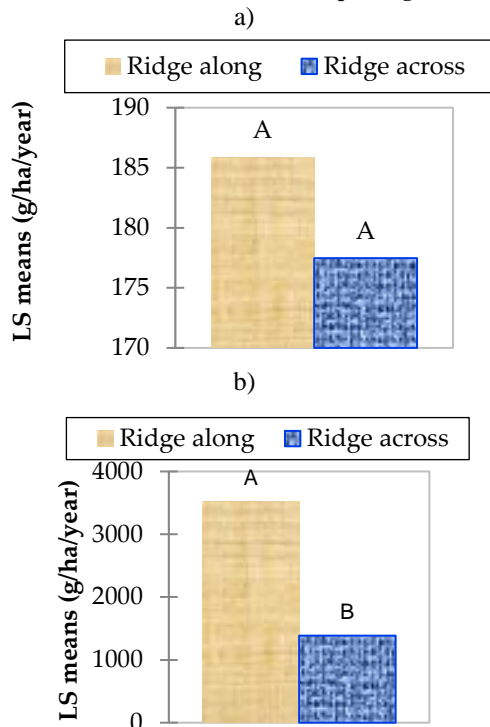 a)
Ridge along Ridge across
LS means (g/ha/year)
190
185
180
175
170
A
A
b)
Ridge along Ridge across
LS means (g/ha/year)
4000
3000
2000
1000
0
A
B